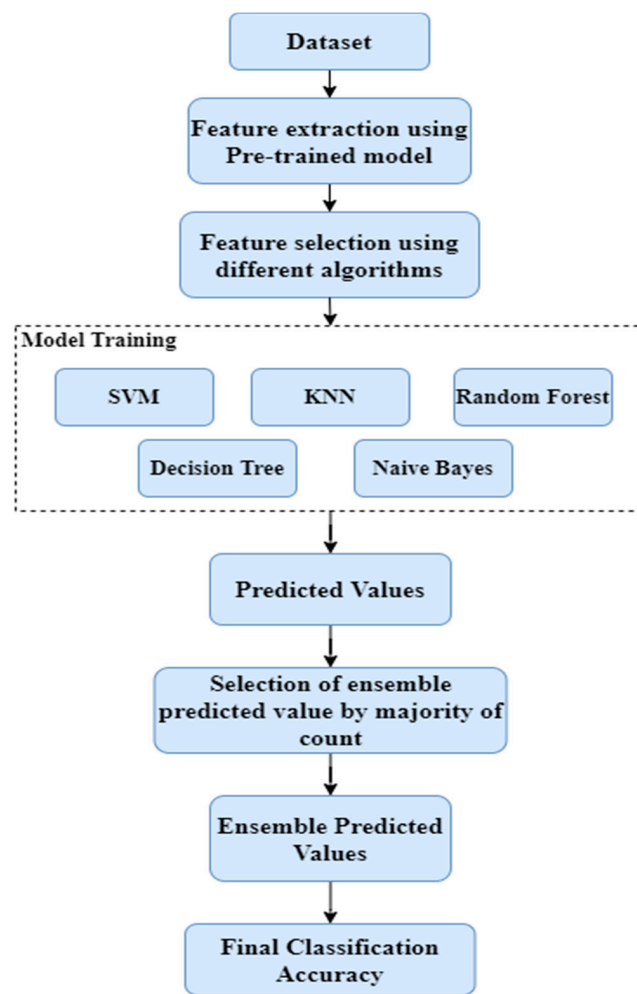 Dataset
Feature extraction using
Pre-trained model
Feature selection using
different algorithms
Model Training
SVM
KNN
Random Forest
Decision Tree
Naive Bayes
Predicted Values
Selection of ensemble
predicted value by majority of
count
Ensemble Predicted
Values
Final Classification
Accuracy